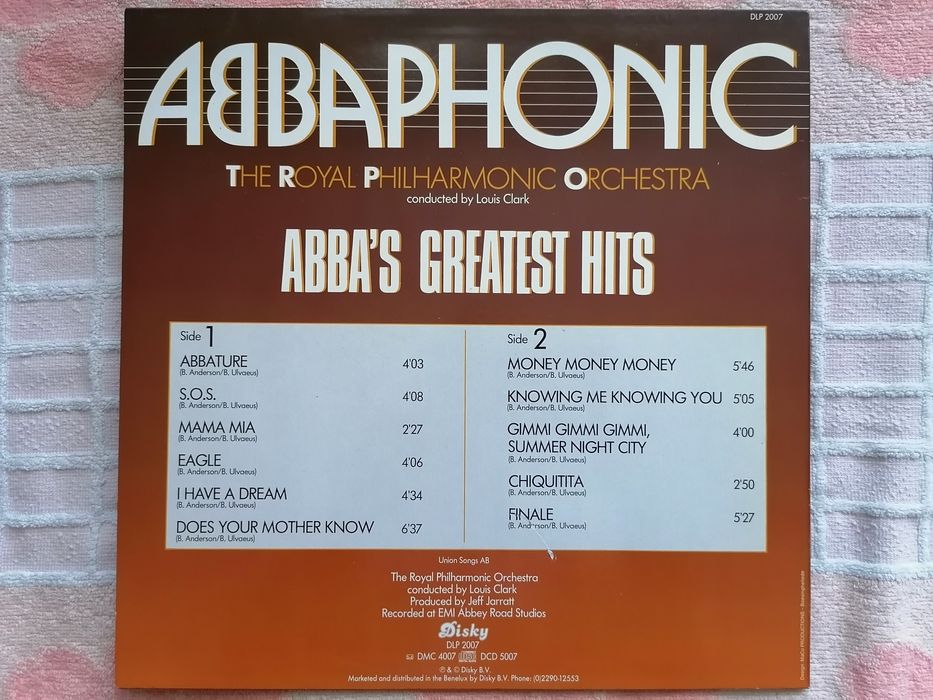 DLP 2007
ABBAPHONIC
THE ROYAL PHILHARMONIC ORCHESTRA
conducted by Louis Clark
ABBA'S GREATEST HITS
Side 1
ABBATURE 4'03
(B. Anderson/B. Ulvaeus)
S.O.S. 4'08
(B. Anderson/B. Ulvaeus)
MAMA MIA 2'27
(B. Anderson/B. Ulvaeus)
EAGLE 4'06
(B. Anderson/B. Ulvaeus)
I HAVE A DREAM 4'34
(B. Anderson/B. Ulvaeus)
DOES YOUR MOTHER KNOW 6'37
(B. Anderson/B. Ulvaeus)
Side 2
MONEY MONEY MONEY 5'46
(B. Anderson/B. Ulvaeus)
KNOWING ME KNOWING YOU 5'05
(B. Anderson/B. Ulvaeus)
GIMMI GIMMI GIMMI, 4'00
SUMMER NIGHT CITY
(B. Anderson/B. Ulvaeus)
CHIQUITITA 2'50
(B. Anderson/B. Ulvaeus)
FINALE 5'27
(B. Anderson/B. Ulvaeus)
Union Songs AB
The Royal Philharmonic Orchestra
conducted by Louis Clark
Produced by Jeff Jarratt
Recorded at EMI Abbey Road Studios
Disky
DLP 2007
DMC 4007 DCD 5007
℗ & © Disky B.V.
Marketed and distributed in the Benelux by Disky B.V. Phone: (0)2290-12553